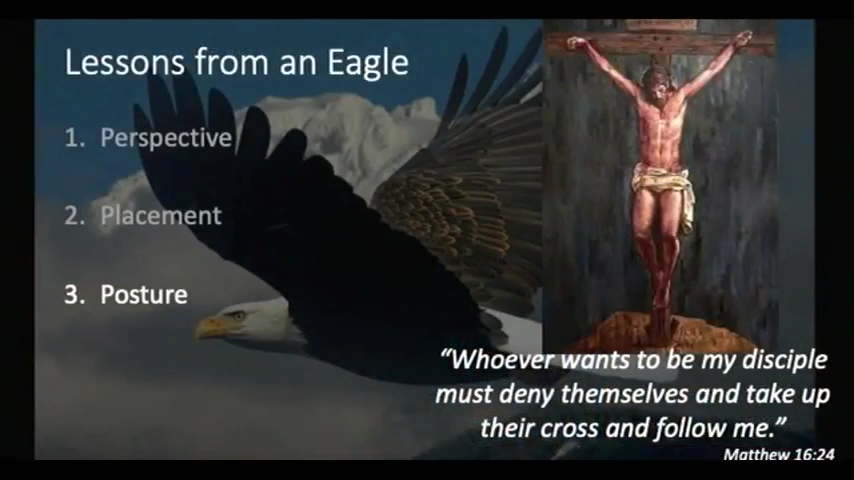 Lessons from an Eagle
1. Perspective
2. Placement
3. Posture
“Whoever wants to be my disciple
must deny themselves and take up
their cross and follow me.”
Matthew 16:24